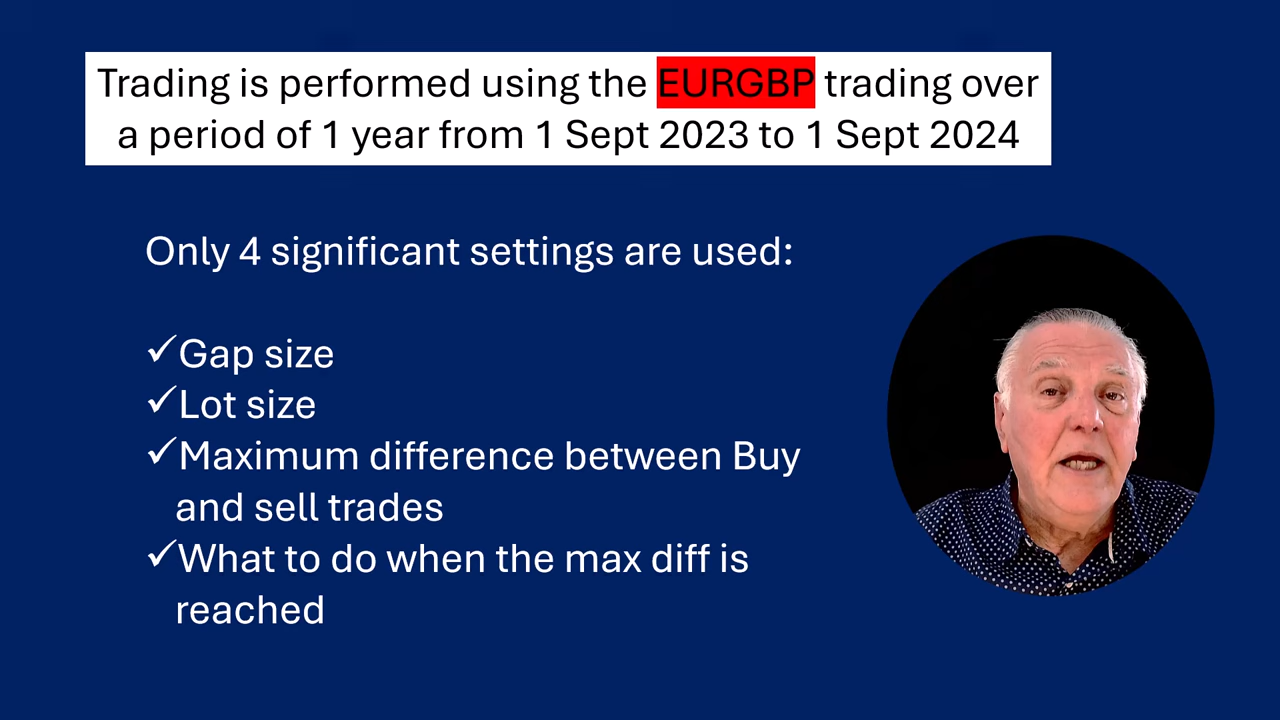 Trading is performed using the EURGBP trading over
a period of 1 year from 1 Sept 2023 to 1 Sept 2024
Only 4 significant settings are used:
✓Gap size
✓Lot size
✓Maximum difference between Buy
and sell trades
✓What to do when the max diff is
reached